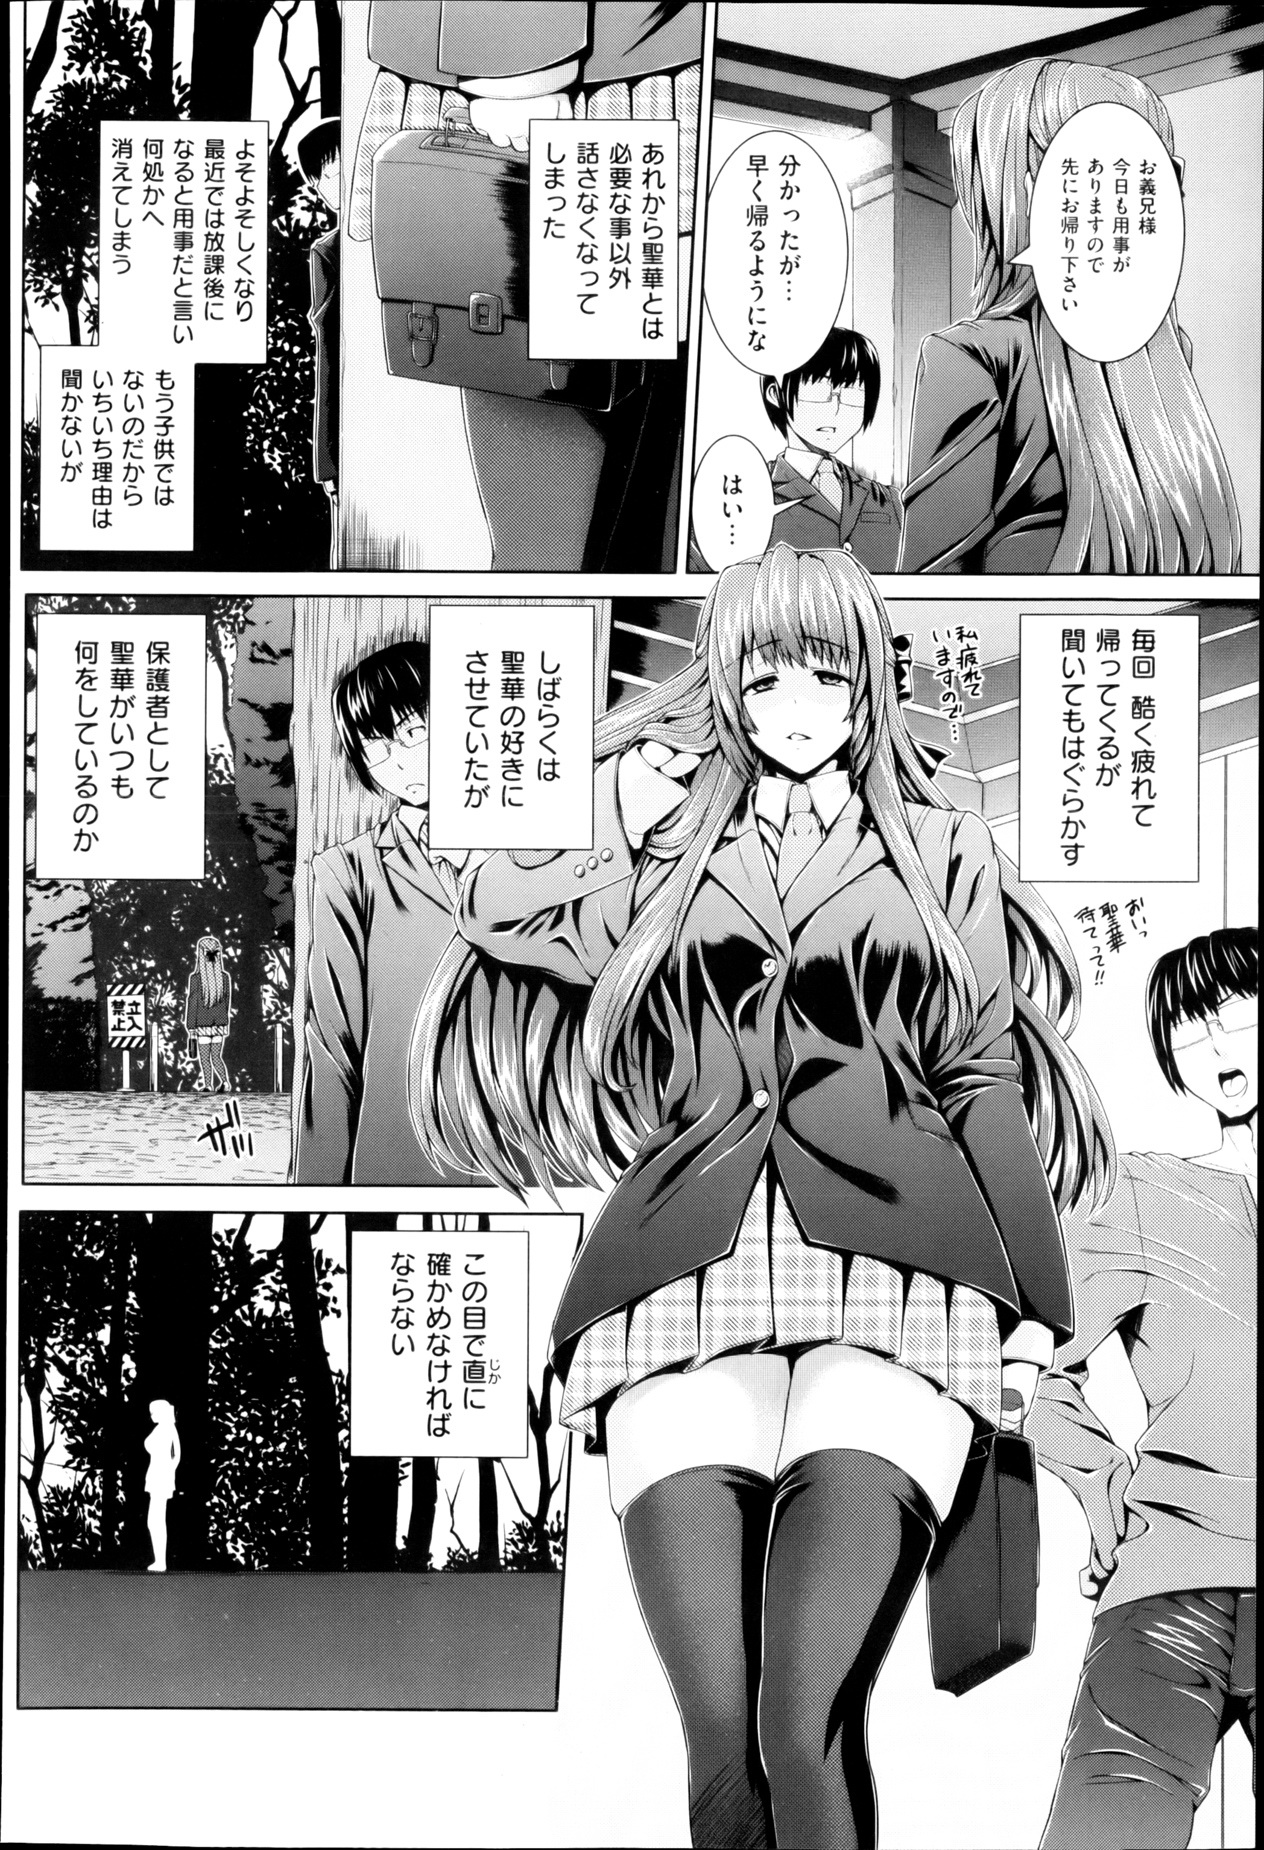 お義兄様
今日も用事が
ありますので
先にお帰り下さい
分かったが…
早く帰るようにな
はい…
あれから聖華とは
必要な事以外
話さなくなって
しまった
よそよそしくなり
最近では放課後に
なると用事だと言い
何処かへ
消えてしまう
もう子供では
ないのだから
いちいち理由は
聞かないが
毎回 酷く疲れて
帰ってくるが
聞いてもはぐらかす
私疲れて
いますので…
おいっ
聖華
待てって!!
しばらくは
聖華の好きに
させていたが
保護者として
聖華がいつも
何をしているのか
立入
禁止
ザッ
この目で直に
じか
確かめなければ
ならない